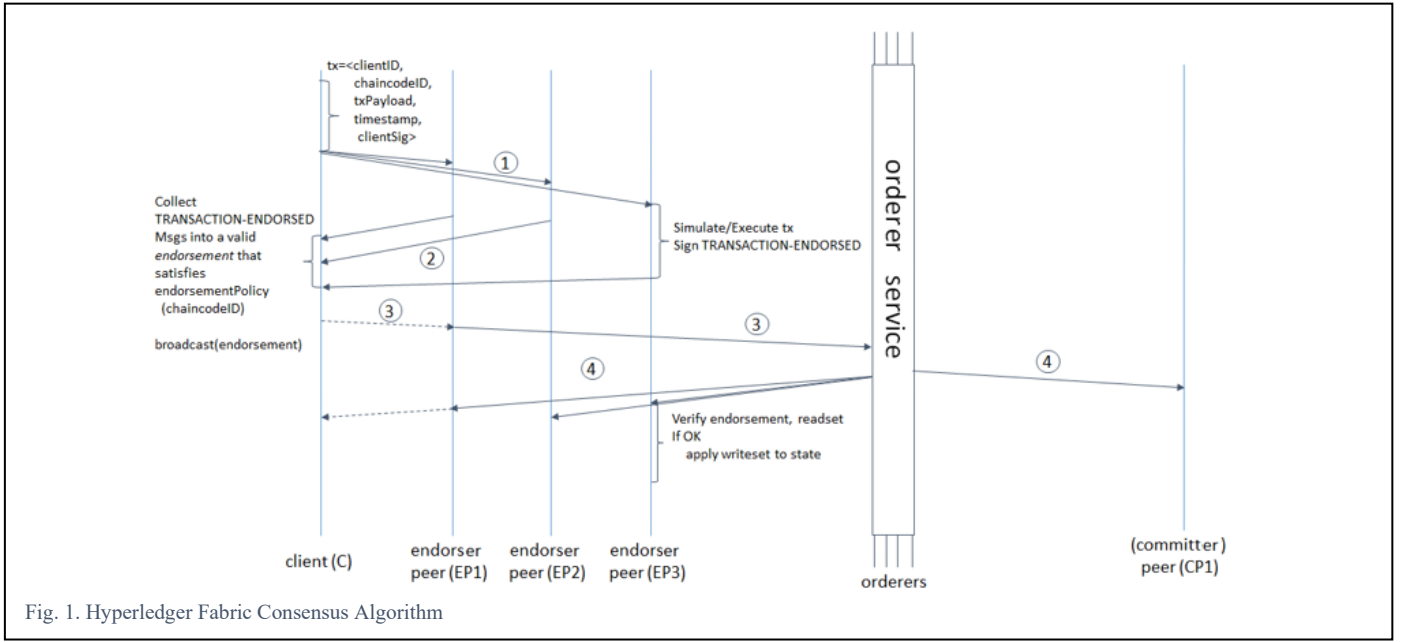 tx=<clientID,
chaincodeID,
txPayload,
timestamp,
clientSig>
1
Collect
TRANSACTION-ENDORSED
Msgs into a valid
endorsement that
satisfies
endorsementPolicy
(chaincodeID)
2
Simulate/Execute tx
Sign TRANSACTION-ENDORSED
orderer service
3
3
broadcast(endorsement)
4
4
Verify endorsement, readset
If OK
apply writeset to state
client (C)
endorser
peer (EP1)
endorser
peer (EP2)
endorser
peer (EP3)
orderers
(committer)
peer (CP1)
Fig. 1. Hyperledger Fabric Consensus Algorithm